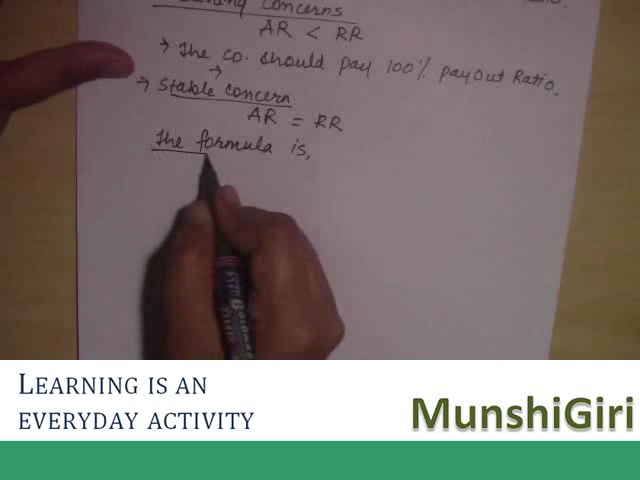 Concerns
AR < RR
→ The co. should pay 100% payout Ratio.
→ Stable concern
AR = RR
The formula is,
LEARNING IS AN
EVERYDAY ACTIVITY
MunshiGiri